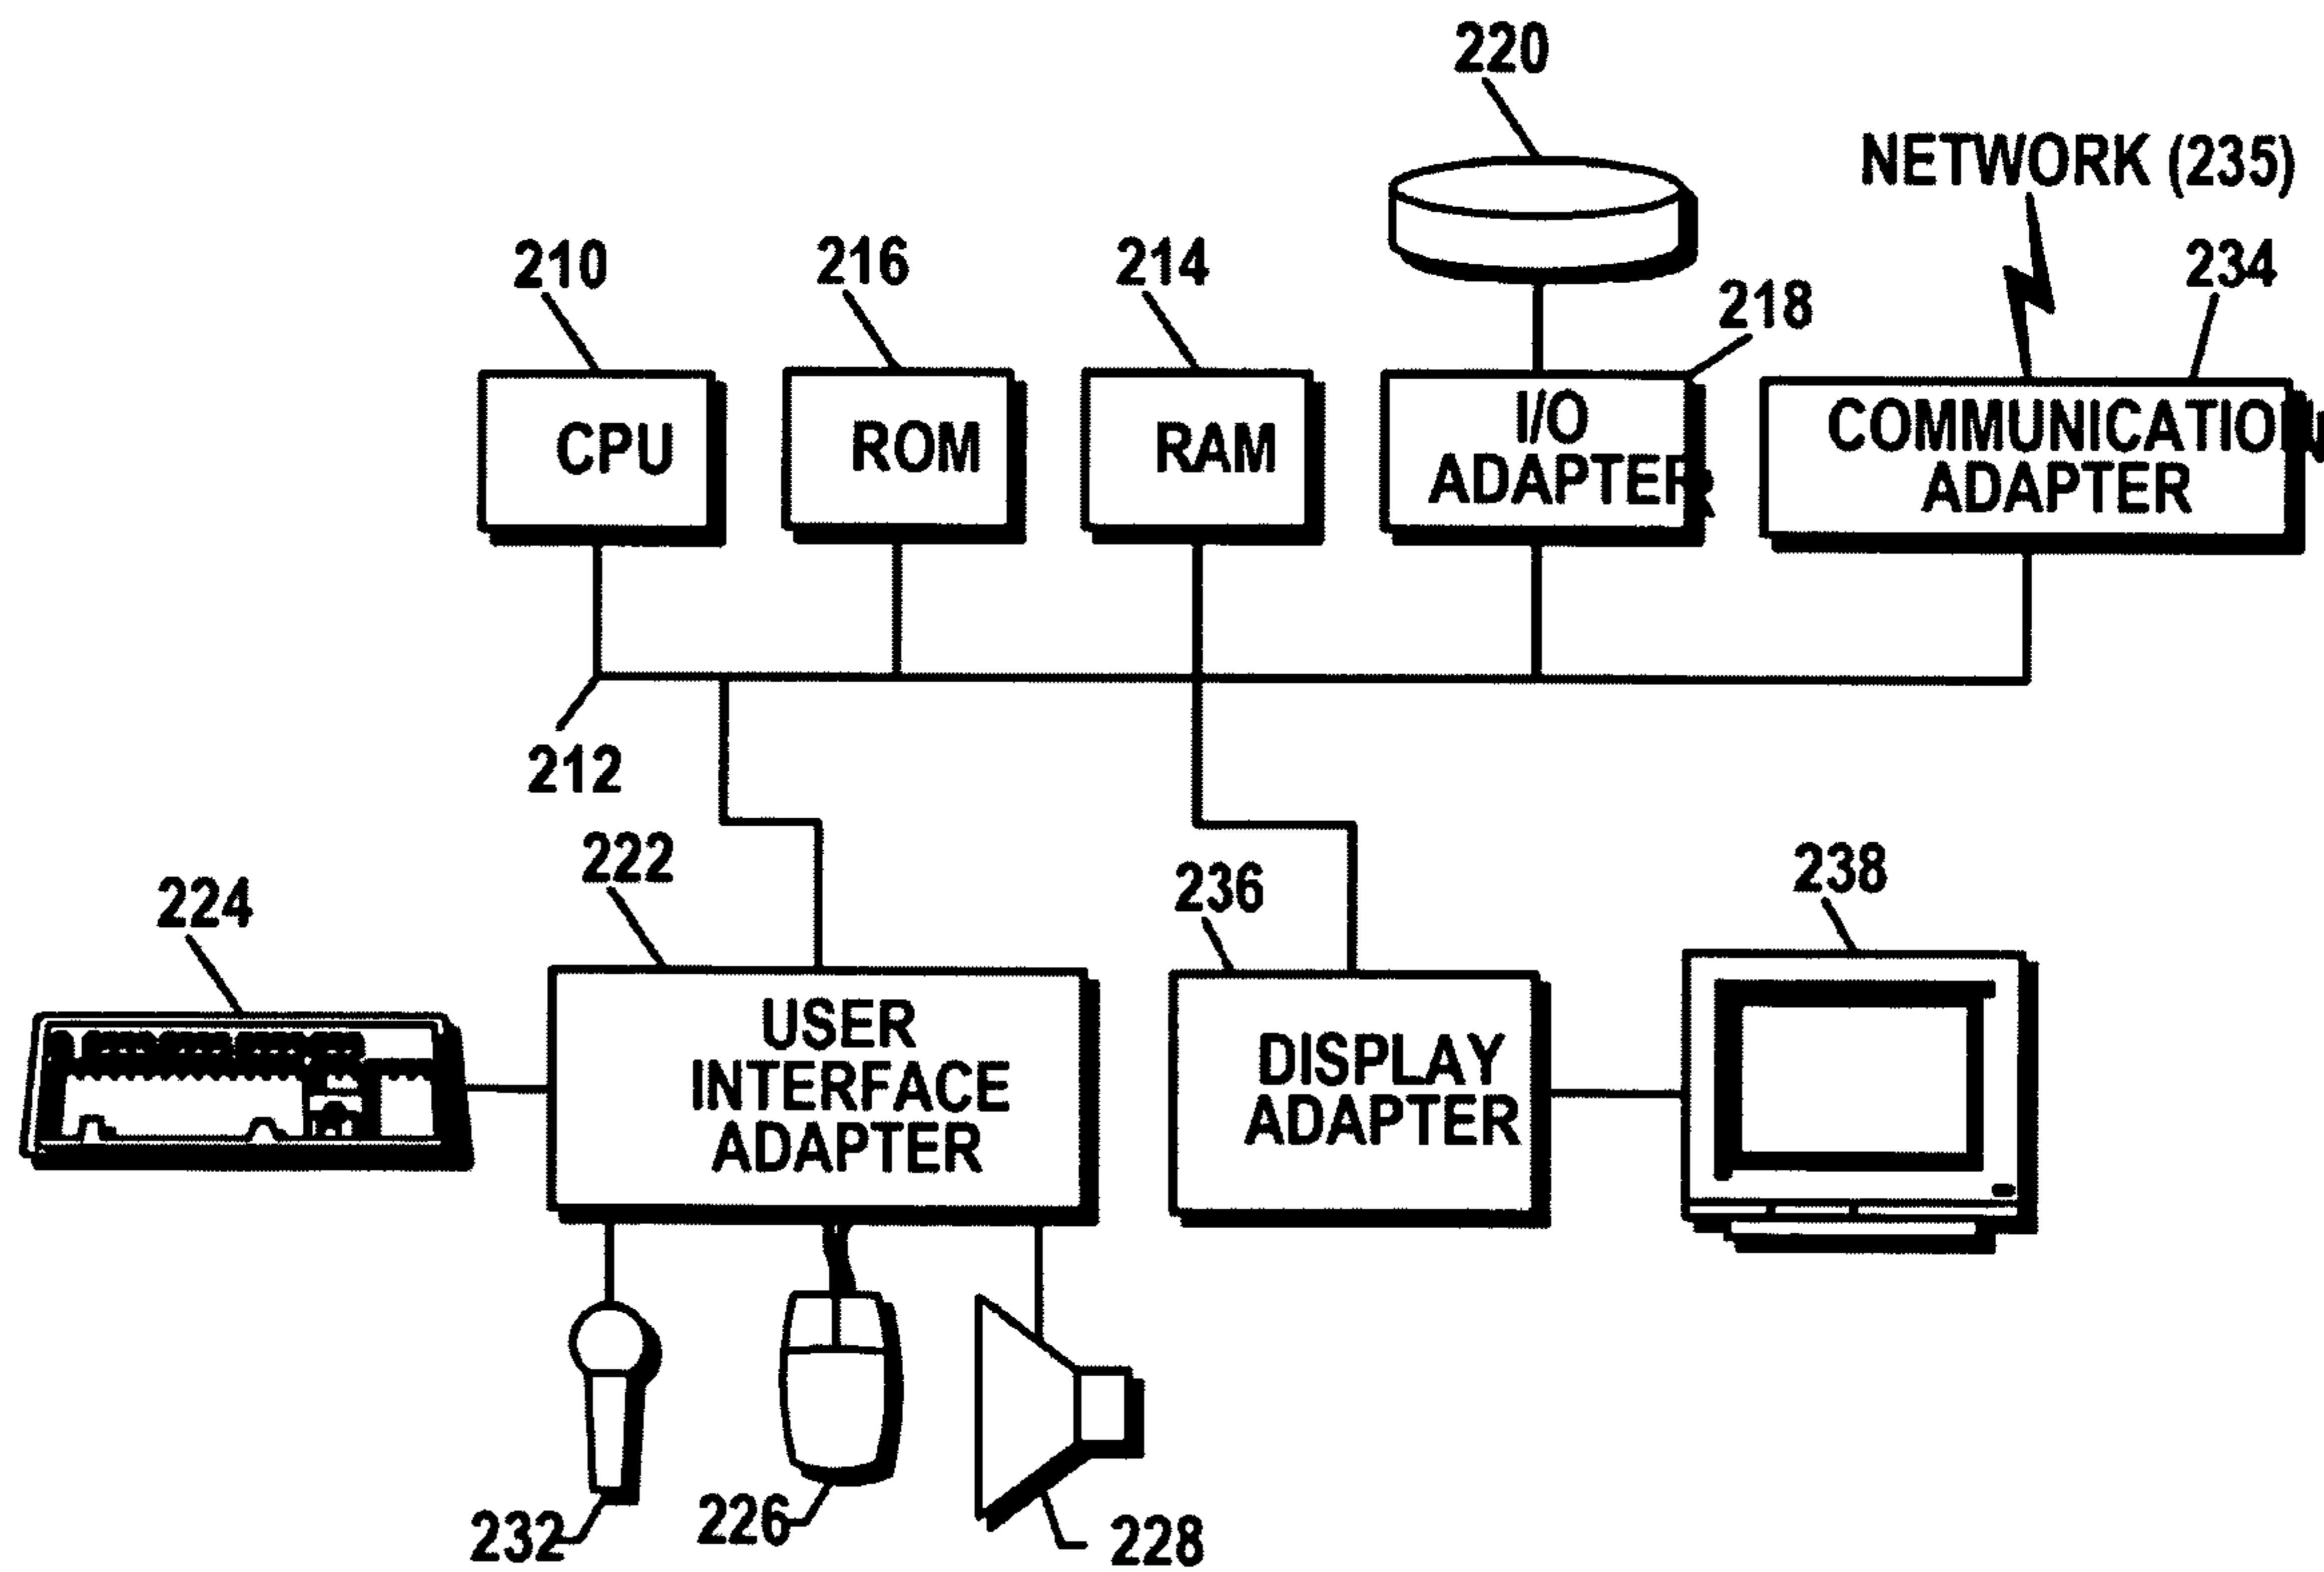 220
NETWORK (235)
210
216
214
218
234
CPU
ROM
RAM
I/O
ADAPTER
COMMUNICATION
ADAPTER
212
222
224
236
238
USER
INTERFACE
ADAPTER
DISPLAY
ADAPTER
232
226
228